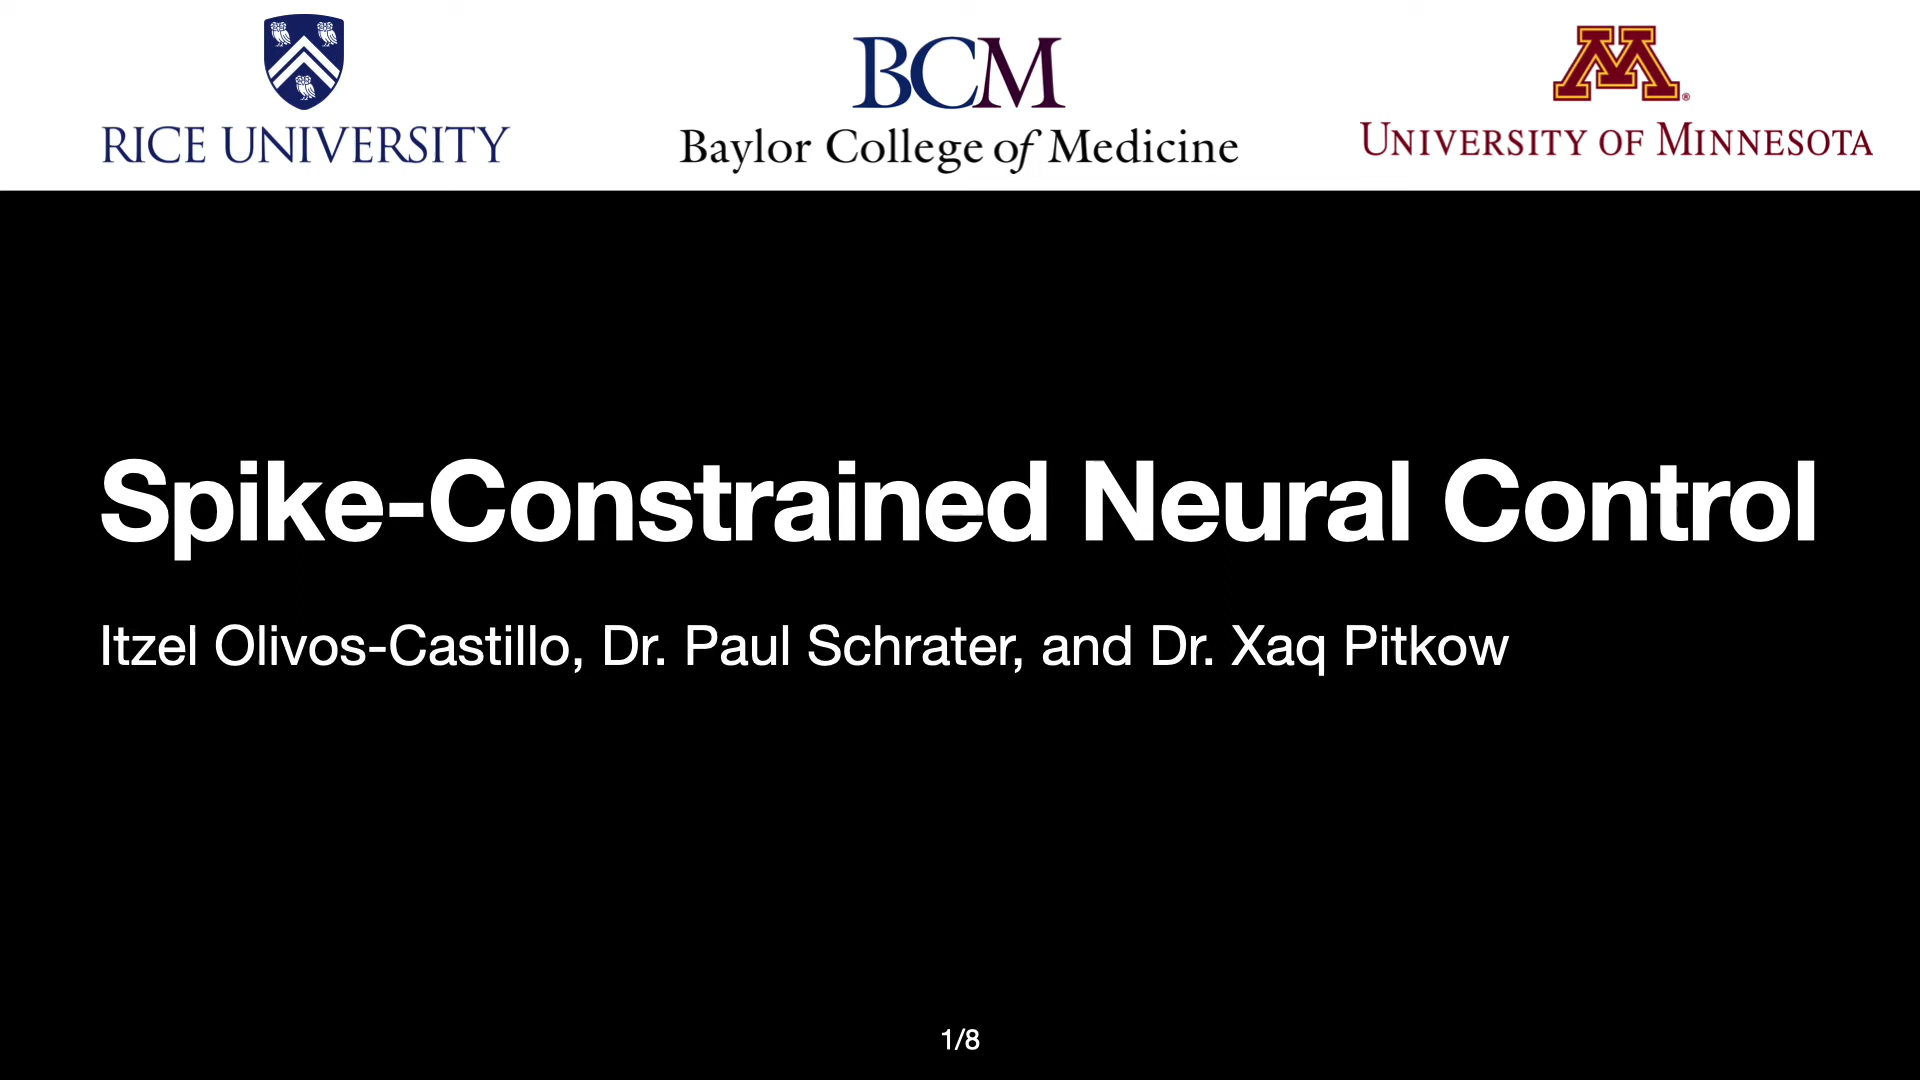 RICE UNIVERSITY
BCM
Baylor College of Medicine
M
UNIVERSITY OF MINNESOTA
Spike-Constrained Neural Control
Itzel Olivos-Castillo, Dr. Paul Schrater, and Dr. Xaq Pitkow
1/8